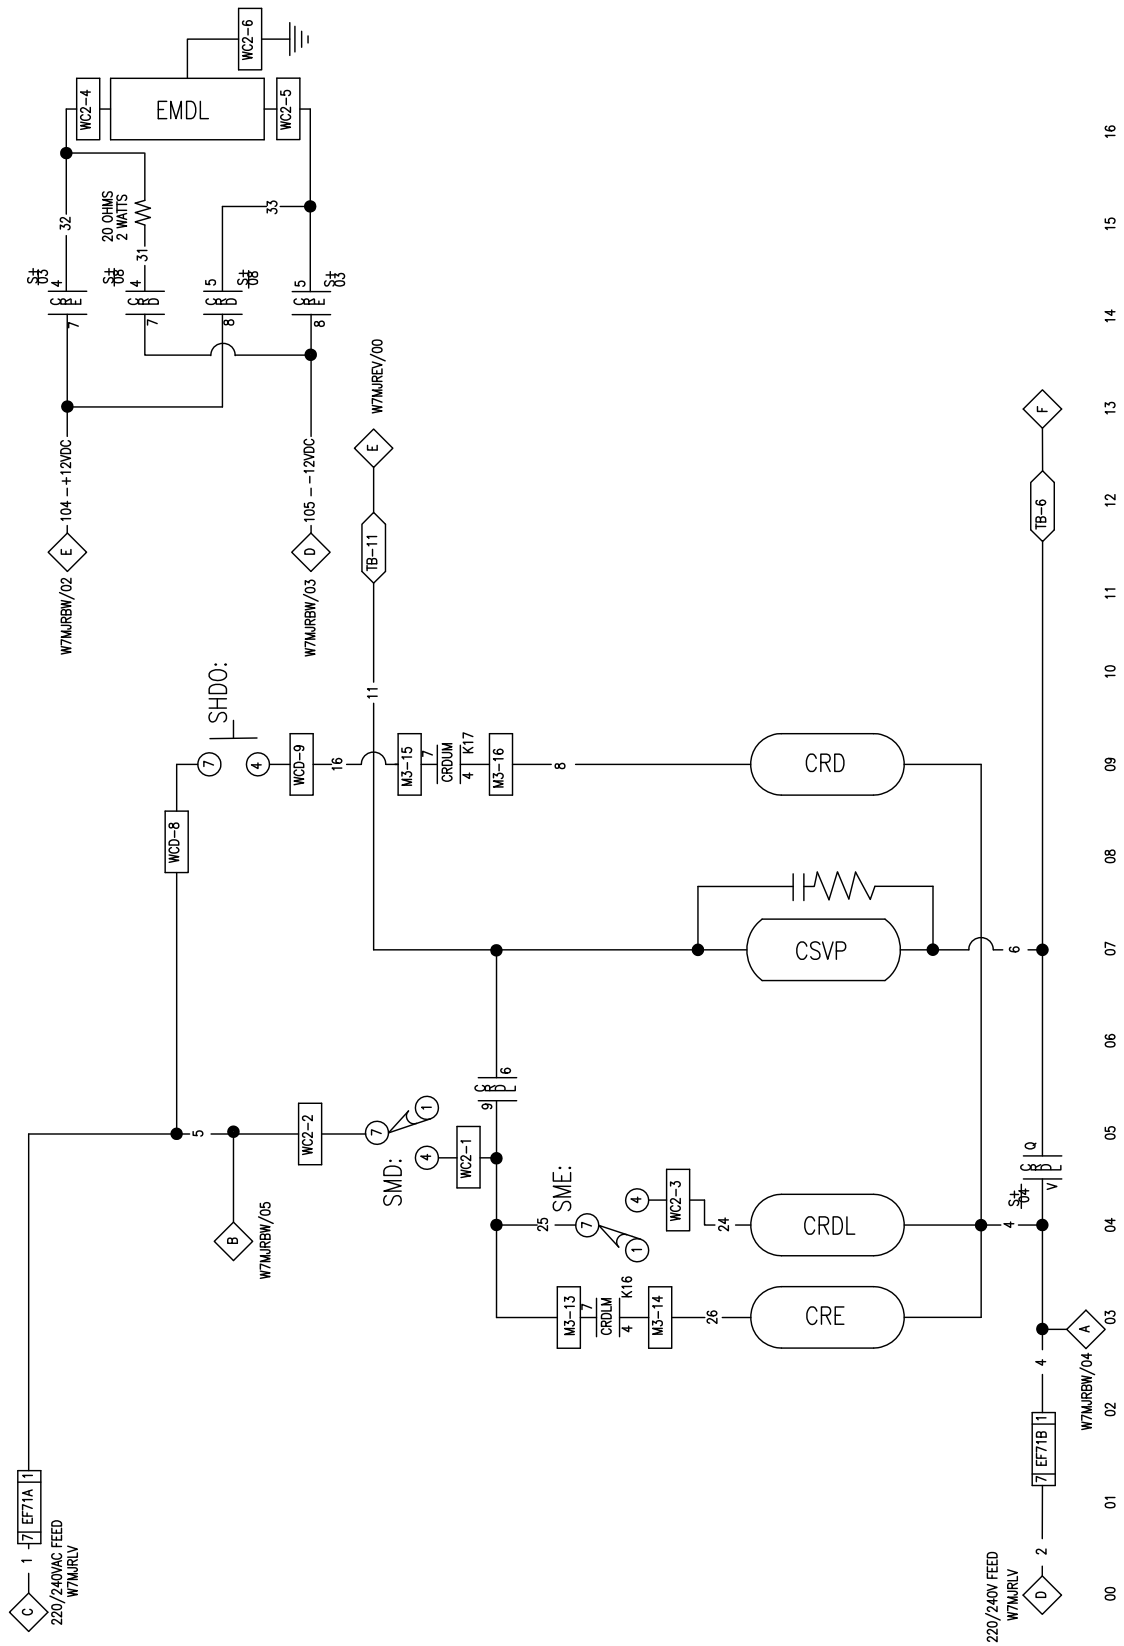 C
1
7 EF71A 1
220/240VAC FEED
W7MJRLV
5
B
W7MJRBW/05
WCD-8
7
SHDO:
4
WCD-9
16
M3-15
7
CRDUM
4
K17
M3-16
8
CRD
WC2-2
7
1
SMD:
4
WC2-1
9
CRDL
6
25
SME:
7
1
4
WC2-3
24
CRDL
M3-13
7
CRDLM
4
K16
M3-14
26
CRE
CSVP
6
4
11
TB-11
E
W7MJREV/00
E
W7MJRBW/02
104 - +12VDC
D
W7MJRBW/03
105 - -12VDC
7
CRE
4
S+
03
32
7
CRD
4
S+
08
31
20 OHMS
2 WATTS
8
CRD
5
S+
08
33
8
CRE
5
S+
03
WC2-4
EMDL
WC2-5
WC2-6
220/240V FEED
W7MJRLV
D
2
7 EF71B 1
4
A
W7MJRBW/04
V
CRDL
Q
S+
04
TB-6
F
00
01
02
03
04
05
06
07
08
09
10
11
12
13
14
15
16